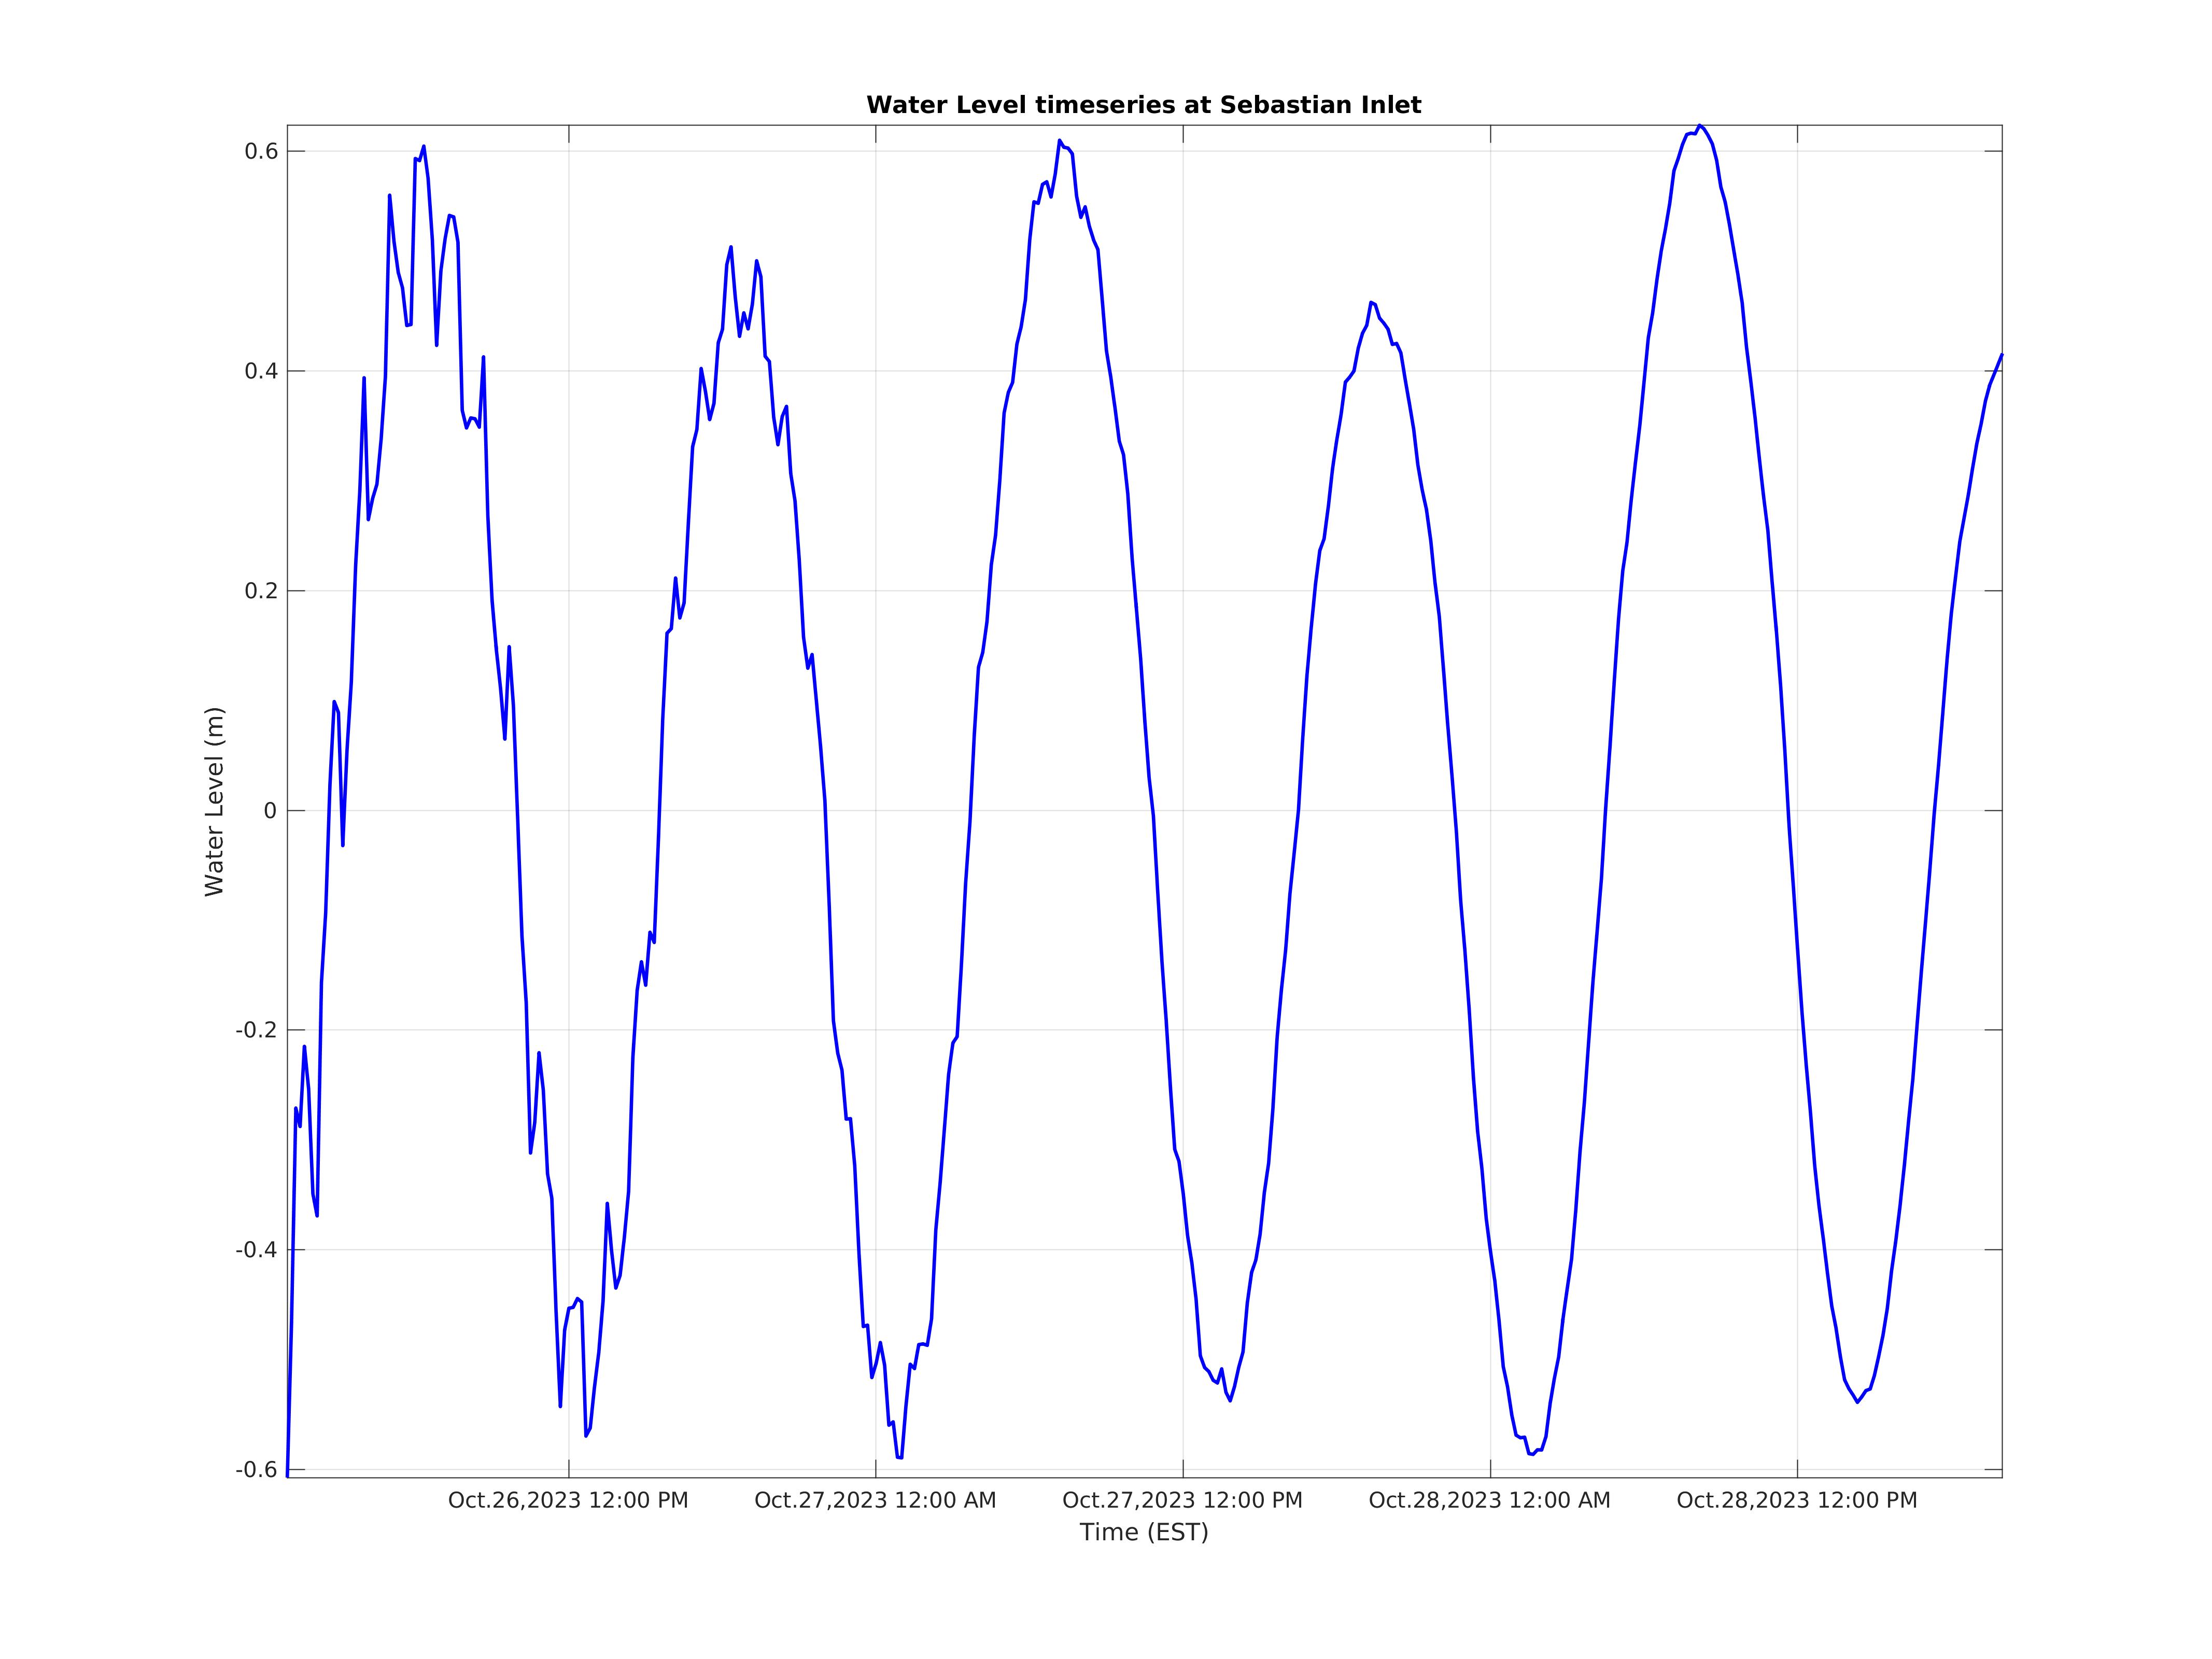 Water Level timeseries at Sebastian Inlet
0.6
0.4
0.2
0
-0.2
-0.4
-0.6
Water Level (m)
Oct.26,2023 12:00 PM
Oct.27,2023 12:00 AM
Oct.27,2023 12:00 PM
Oct.28,2023 12:00 AM
Oct.28,2023 12:00 PM
Time (EST)